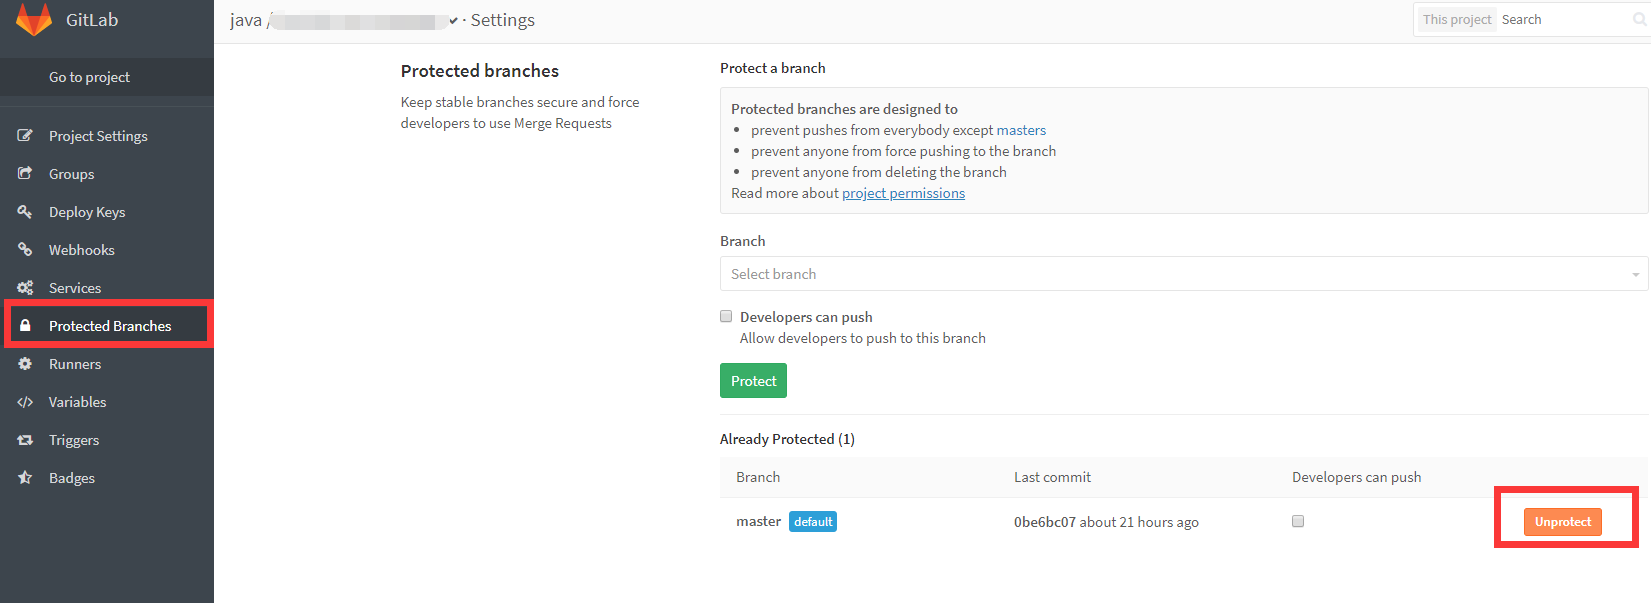 GitLab
java / · Settings
This project Search
Go to project
Project Settings
Groups
Deploy Keys
Webhooks
Services
Protected Branches
Runners
Variables
Triggers
Badges
Protected branches
Keep stable branches secure and force
developers to use Merge Requests
Protect a branch
Protected branches are designed to
prevent pushes from everybody except masters
prevent anyone from force pushing to the branch
prevent anyone from deleting the branch
Read more about project permissions
Branch
Select branch
Developers can push
Allow developers to push to this branch
Protect
Already Protected (1)
Branch Last commit Developers can push
master default 0be6bc07 about 21 hours ago Unprotect